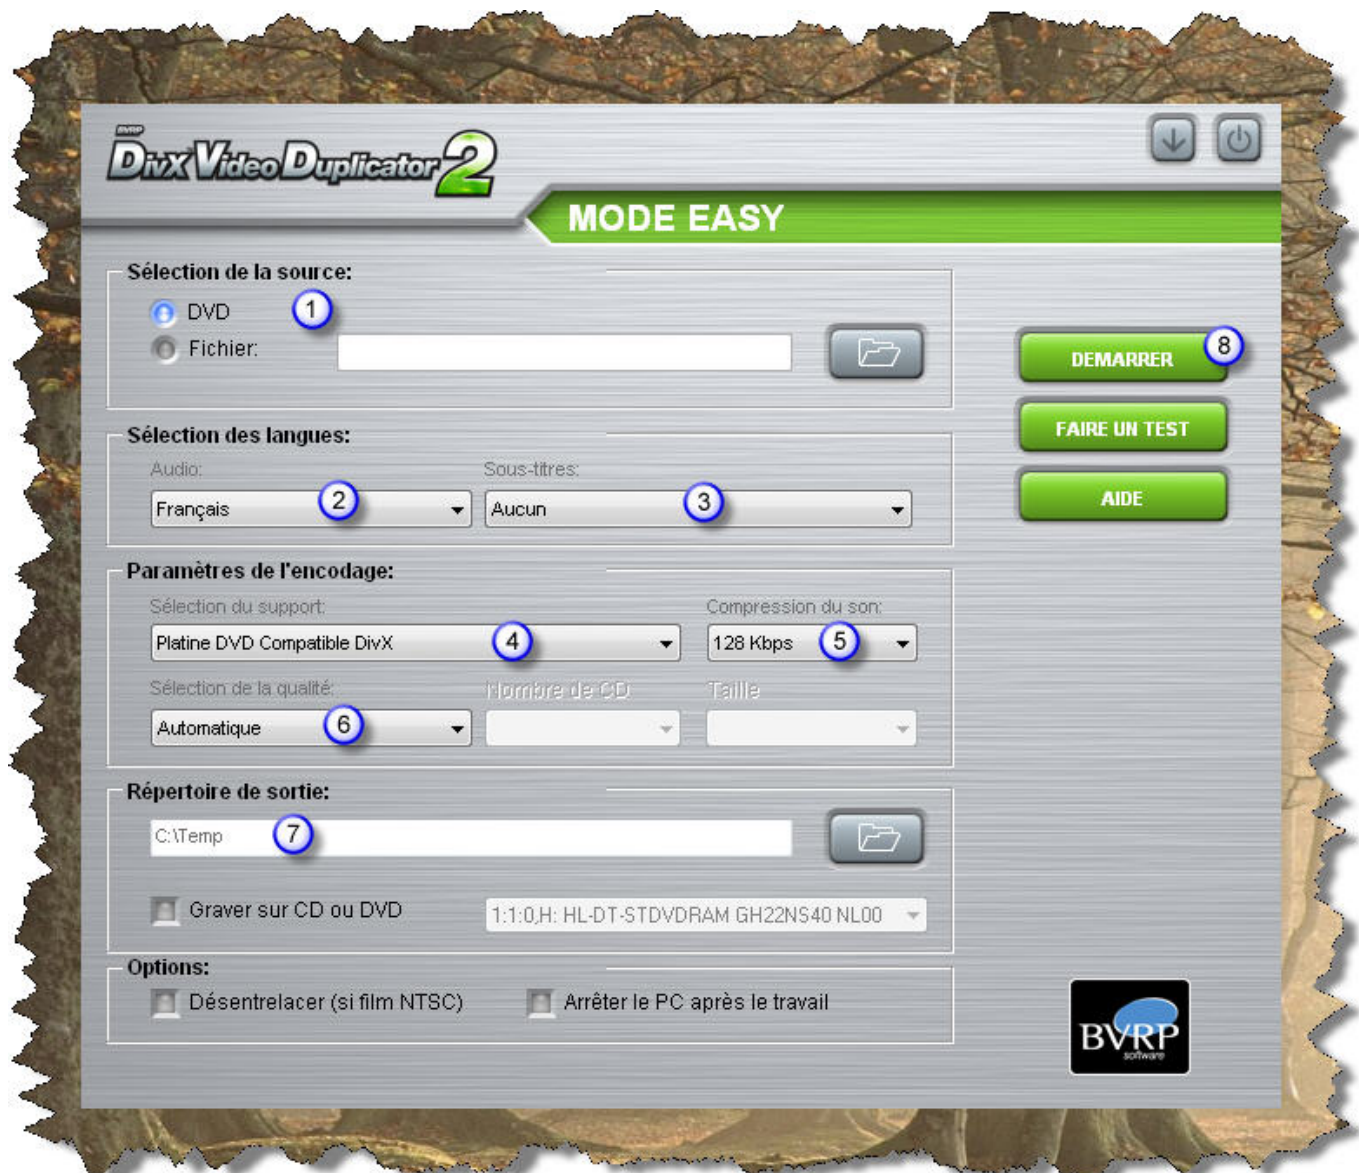 BVRP
DivX Video Duplicator 2
MODE EASY
Sélection de la source:
DVD
1
Fichier:
DEMARRER
8
FAIRE UN TEST
AIDE
Sélection des langues:
Audio:
Sous-titres:
Français
2
Aucun
3
Paramètres de l'encodage:
Sélection du support:
Compression du son:
Platine DVD Compatible DivX
4
128 Kbps
5
Sélection de la qualité:
Nombre de CD
Taille
Automatique
6
Répertoire de sortie:
C:\Temp
7
Graver sur CD ou DVD
1:1:0,H: HL-DT-STDVDRAM GH22NS40 NL00
Options:
Désentrelacer (si film NTSC)
Arrêter le PC après le travail
BVRP
software